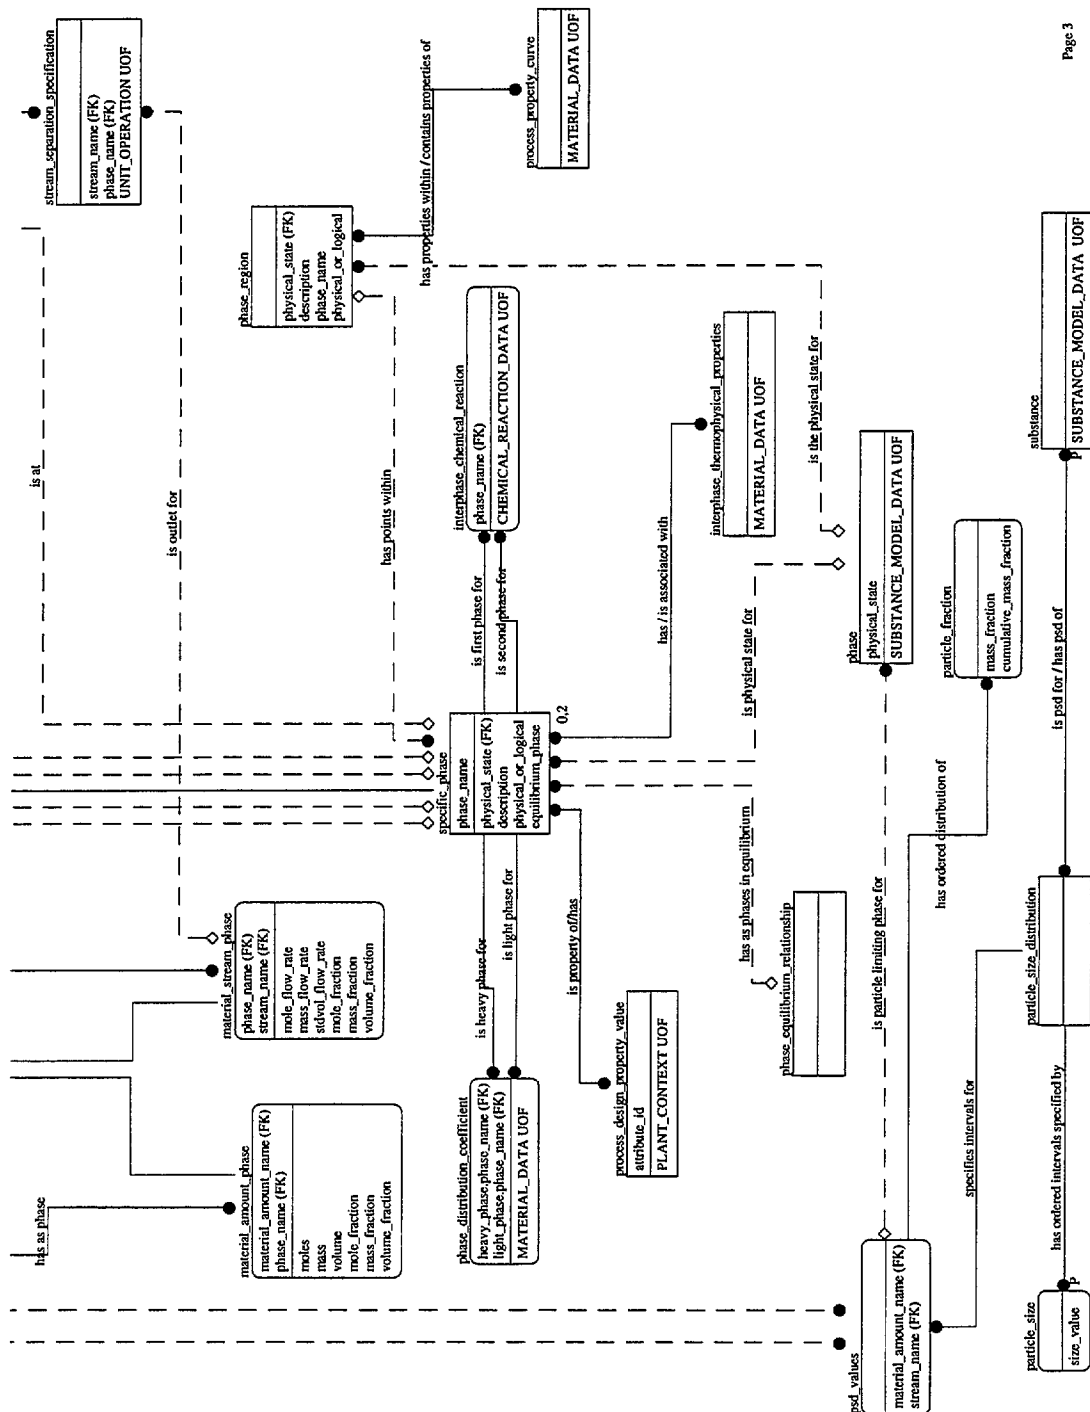 has as phase
material_amount_phase
material_amount_name (FK)
phase_name (FK)
moles
mass
volume
mole_fraction
mass_fraction
volume_fraction
material_stream_phase
phase_name (FK)
stream_name (FK)
mole_flow_rate
mass_flow_rate
stdvol_flow_rate
mole_fraction
mass_fraction
volume_fraction
is at
is outlet for
stream_separation_specification
stream_name (FK)
phase_name (FK)
UNIT_OPERATION UOF
has points within
phase_region
physical_state (FK)
description
phase_name
physical_or_logical
has properties within / contains properties of
process_property_curve
MATERIAL_DATA UOF
phase_distribution_coefficient
heavy_phase.phase_name (FK)
light_phase.phase_name (FK)
MATERIAL_DATA UOF
is heavy phase for
is light phase for
specific_phase
phase_name
physical_state (FK)
description
physical_or_logical
equilibrium_phase
0,2
is first phase for
is second phase for
interphase_chemical_reaction
phase_name (FK)
CHEMICAL_REACTION_DATA UOF
process_design_property_value
attribute_id
PLANT_CONTEXT UOF
is property of/has
has / is associated with
interphase_thermophysical_properties
MATERIAL_DATA UOF
is the physical state for
is physical state for
has as phases in equilibrium
phase_equilibrium_relationship
phase
physical_state
SUBSTANCE_MODEL_DATA UOF
is particle limiting phase for
psd_values
material_amount_name (FK)
stream_name (FK)
has ordered distribution of
particle_fraction
mass_fraction
cumulative_mass_fraction
specifies intervals for
particle_size
size_value
P
has ordered intervals specified by
particle_size_distribution
is psd for / has psd of
substance
P
SUBSTANCE_MODEL_DATA UOF
Page 3